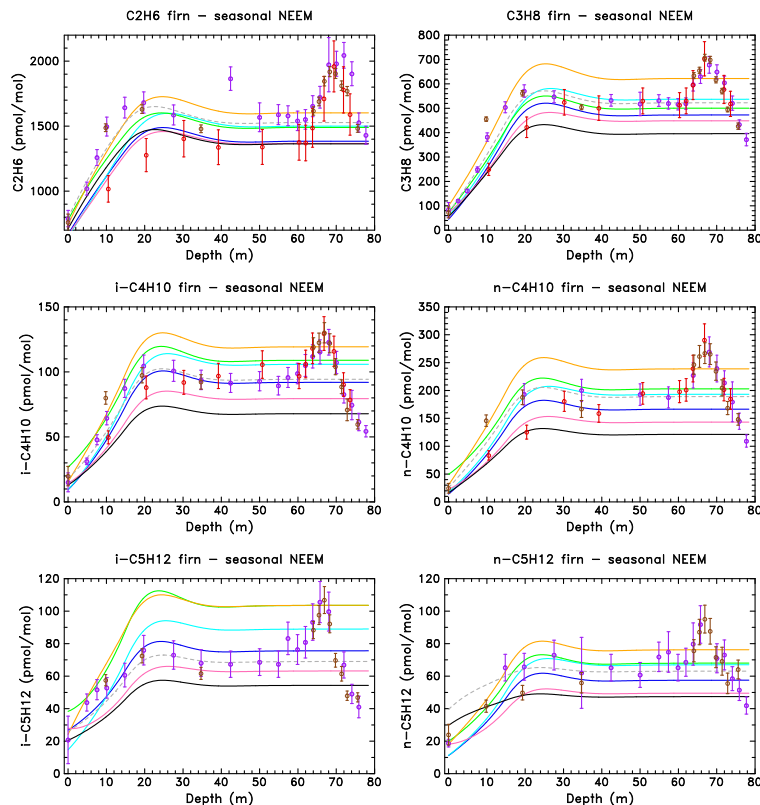 C2H6 firn – seasonal NEEM
C2H6 (pmol/mol)
2000
1500
1000
0 10 20 30 40 50 60 70 80
Depth (m)
C3H8 firn – seasonal NEEM
C3H8 (pmol/mol)
800
700
600
500
400
300
200
100
0
0 10 20 30 40 50 60 70 80
Depth (m)
i–C4H10 firn – seasonal NEEM
i–C4H10 (pmol/mol)
150
100
50
0
0 10 20 30 40 50 60 70 80
Depth (m)
n–C4H10 firn – seasonal NEEM
n–C4H10 (pmol/mol)
350
300
250
200
150
100
50
0
0 10 20 30 40 50 60 70 80
Depth (m)
i–C5H12 firn – seasonal NEEM
i–C5H12 (pmol/mol)
120
100
80
60
40
20
0
0 10 20 30 40 50 60 70 80
Depth (m)
n–C5H12 firn – seasonal NEEM
n–C5H12 (pmol/mol)
120
100
80
60
40
20
0
0 10 20 30 40 50 60 70 80
Depth (m)